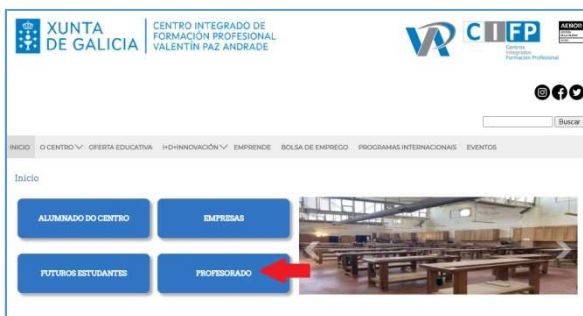 XUNTA
DE GALICIA
CENTRO INTEGRADO DE
FORMACIÓN PROFESIONAL
VALENTÍN PAZ ANDRADE
CIFP
Centros
Integrados
Formación Profesional
AENOR
Buscar
INICIO O CENTRO OFERTA EDUCATIVA I+D+INNOVACIÓN EMPRENDE BOLSA DE EMPREGO PROGRAMAS INTERNACIONAIS EVENTOS
Inicio
ALUMNADO DO CENTRO
EMPRESAS
FUTUROS ESTUDANTES
PROFESORADO